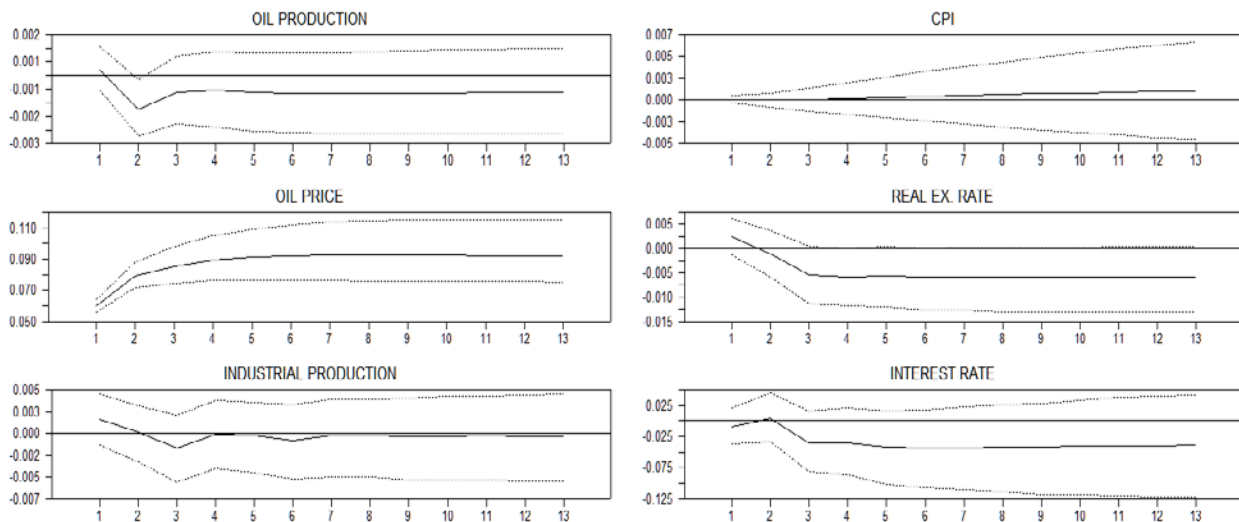 OIL PRODUCTION
0.002
0.001
-0.001
-0.002
-0.003
1 2 3 4 5 6 7 8 9 10 11 12 13
CPI
0.007
0.005
0.003
0.000
-0.003
-0.005
1 2 3 4 5 6 7 8 9 10 11 12 13
OIL PRICE
0.110
0.090
0.070
0.050
1 2 3 4 5 6 7 8 9 10 11 12 13
REAL EX. RATE
0.005
0.000
-0.005
-0.010
-0.015
1 2 3 4 5 6 7 8 9 10 11 12 13
INDUSTRIAL PRODUCTION
0.005
0.003
0.000
-0.002
-0.005
-0.007
1 2 3 4 5 6 7 8 9 10 11 12 13
INTEREST RATE
0.025
-0.025
-0.075
-0.125
1 2 3 4 5 6 7 8 9 10 11 12 13